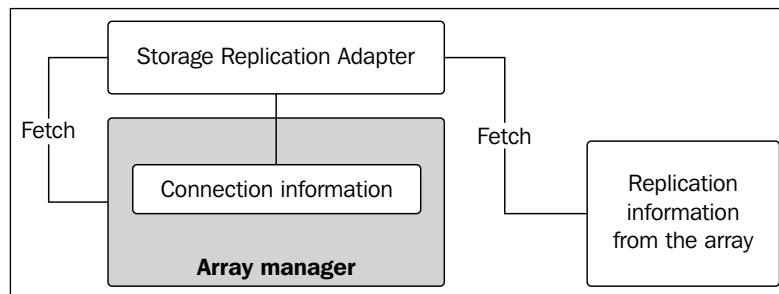 Storage Replication Adapter
Fetch
Fetch
Connection information
Replication
information
from the array
Array manager